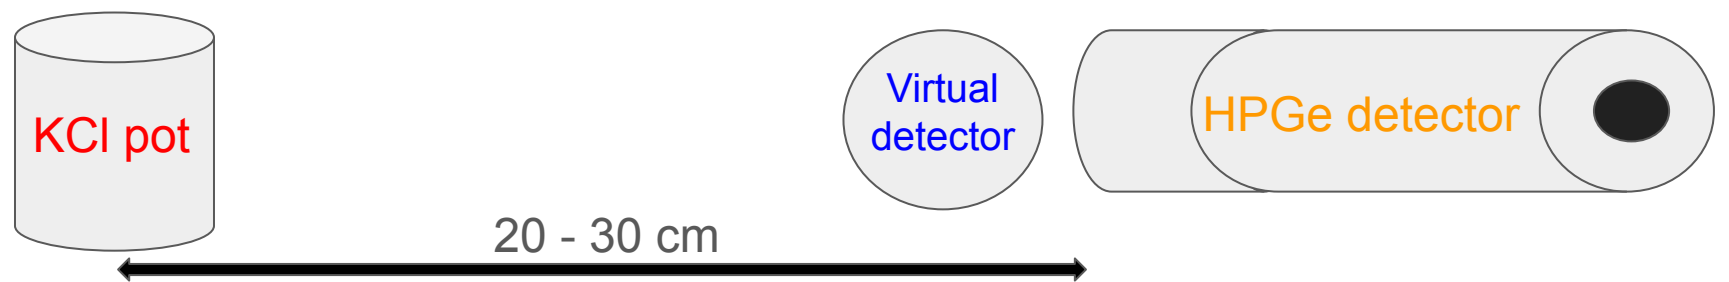 KCl pot
Virtual
detector
HPGe detector
20 - 30 cm